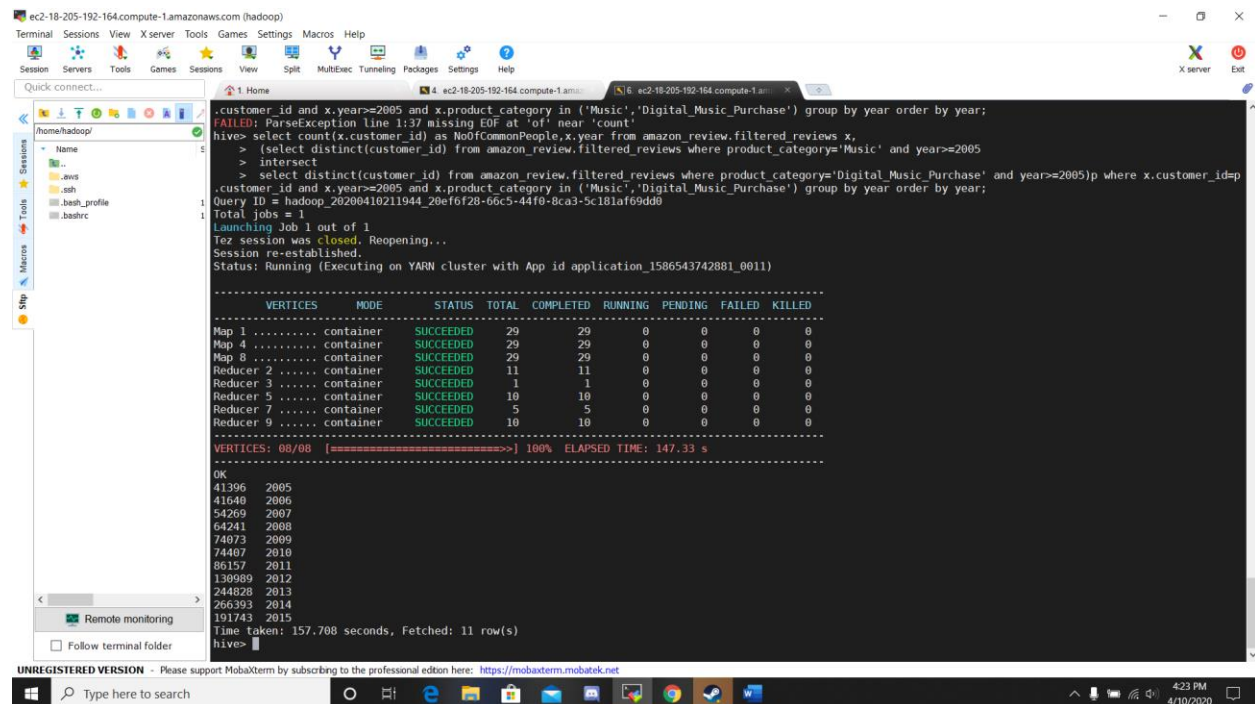 ec2-18-205-192-164.compute-1.amazonaws.com (hadoop)
Terminal Sessions View X server Tools Games Settings Macros Help
Session Servers Tools Games Sessions View Split MultiExec Tunneling Packages Settings Help X server Exit
Quick connect...
1. Home 4. ec2-18-205-192-164.compute-1.ama 6. ec2-18-205-192-164.compute-1.am
/home/hadoop/
Name
..
.aws
.ssh
.bash_profile
.bashrc
Sessions
Tools
Macros
Sftp
.customer_id and x.year>=2005 and x.product_category in ('Music','Digital_Music_Purchase') group by year order by year;
FAILED: ParseException line 1:37 missing EOF at 'of' near 'count'
hive> select count(x.customer_id) as NoOfCommonPeople,x.year from amazon_review.filtered_reviews x,
> (select distinct(customer_id) from amazon_review.filtered_reviews where product_category='Music' and year>=2005
> intersect
> select distinct(customer_id) from amazon_review.filtered_reviews where product_category='Digital_Music_Purchase' and year>=2005)p where x.customer_id=p
.customer_id and x.year>=2005 and x.product_category in ('Music','Digital_Music_Purchase') group by year order by year;
Query ID = hadoop_20200410211944_20ef6f28-66c5-44f0-8ca3-5c181af69dd0
Total jobs = 1
Launching Job 1 out of 1
Tez session was closed. Reopening...
Session re-established.
Status: Running (Executing on YARN cluster with App id application_1586543742881_0011)
VERTICES MODE STATUS TOTAL COMPLETED RUNNING PENDING FAILED KILLED
Map 1 .......... container SUCCEEDED 29 29 0 0 0 0
Map 4 .......... container SUCCEEDED 29 29 0 0 0 0
Map 8 .......... container SUCCEEDED 29 29 0 0 0 0
Reducer 2 ...... container SUCCEEDED 11 11 0 0 0 0
Reducer 3 ...... container SUCCEEDED 1 1 0 0 0 0
Reducer 5 ...... container SUCCEEDED 10 10 0 0 0 0
Reducer 7 ...... container SUCCEEDED 5 5 0 0 0 0
Reducer 9 ...... container SUCCEEDED 10 10 0 0 0 0
VERTICES: 08/08 [==========================>>] 100% ELAPSED TIME: 147.33 s
OK
41396 2005
41640 2006
54269 2007
64241 2008
74073 2009
74407 2010
86157 2011
130989 2012
244828 2013
266393 2014
191743 2015
Time taken: 157.708 seconds, Fetched: 11 row(s)
hive>
Remote monitoring
Follow terminal folder
UNREGISTERED VERSION - Please support MobaXterm by subscribing to the professional edition here: https://mobaxterm.mobatek.net
Type here to search
4:23 PM
4/10/2020